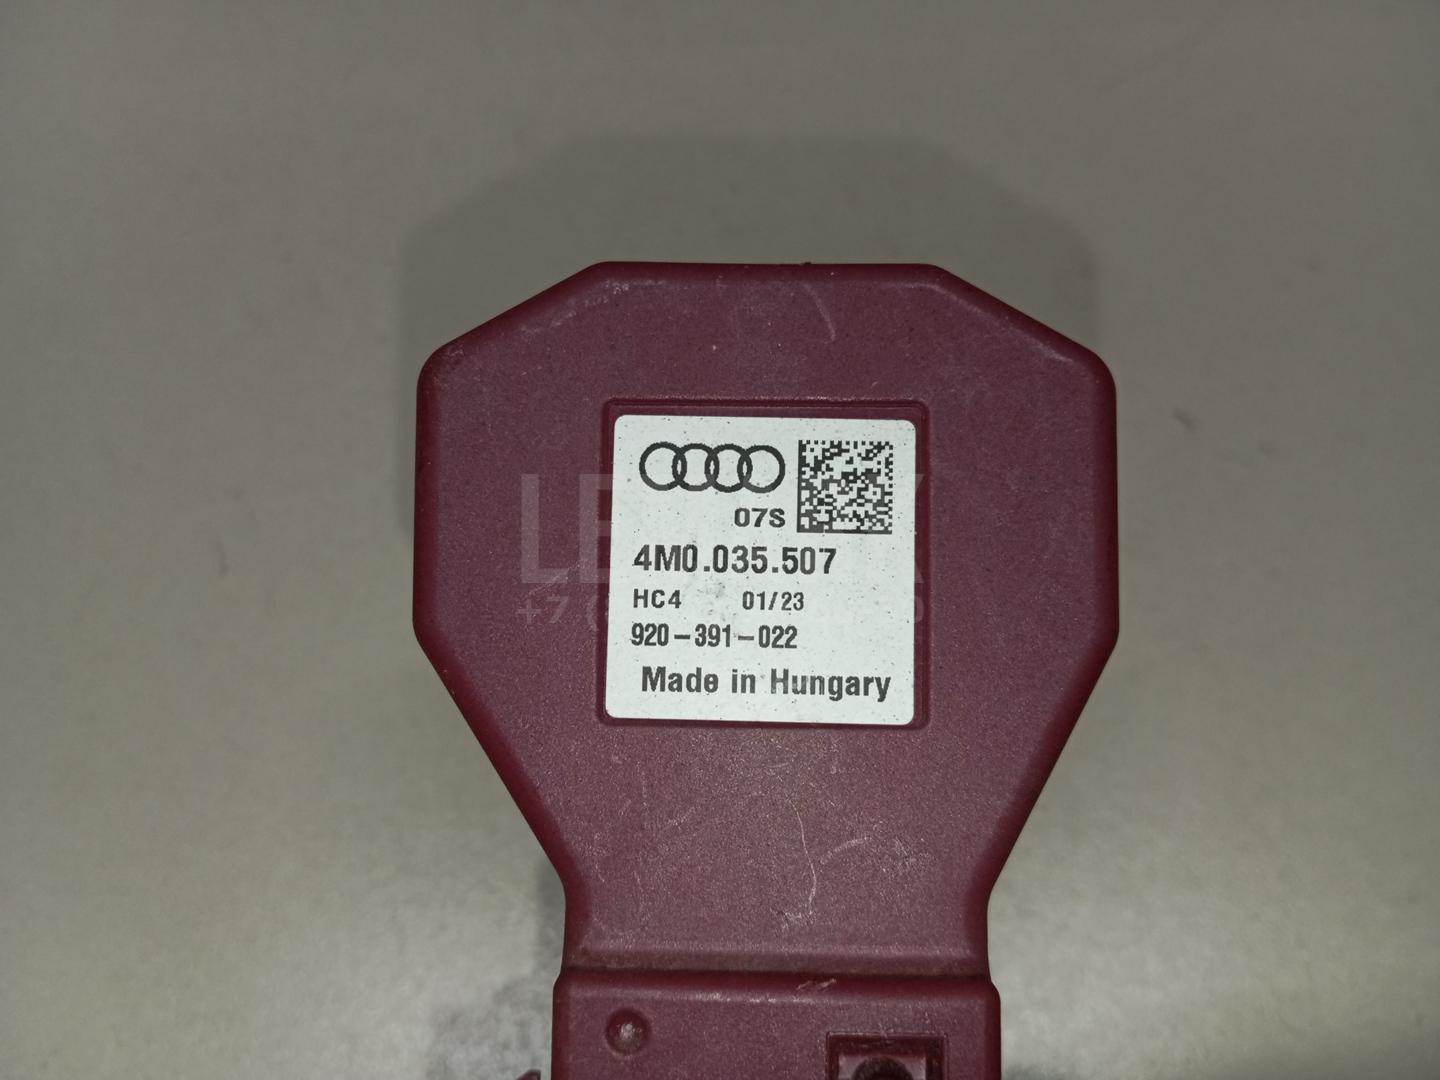 07S
4M0.035.507
HC4 01/23
920-391-022
Made in Hungary